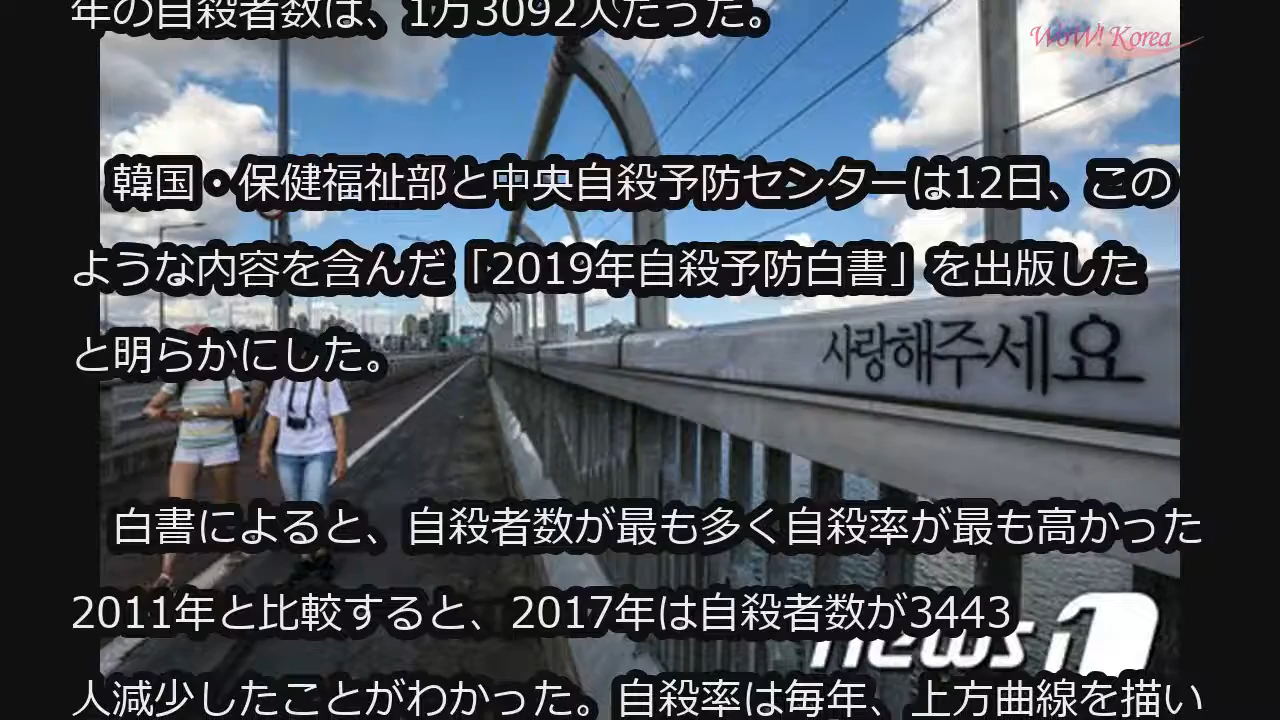 年の自殺者数は、1万3092人だった。
WoW! Korea
韓国・保健福祉部と中央自殺予防センターは12日、この
ような内容を含んだ「2019年自殺予防白書」を出版した
と明らかにした。
사랑해주세요
白書によると、自殺者数が最も多く自殺率が最も高かった
2011年と比較すると、2017年は自殺者数が3443
news1
人減少したことがわかった。自殺率は毎年、上方曲線を描い